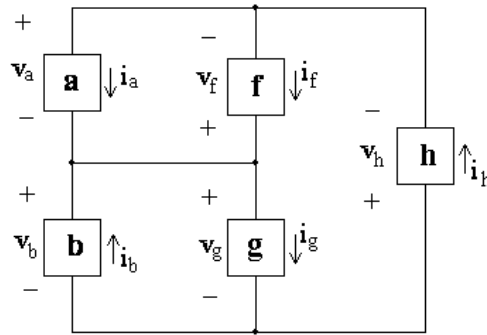 + −
v_a a i_a v_f f i_f −
− + v_h h i_h
+ + +
v_b b i_b v_g g i_g
− −